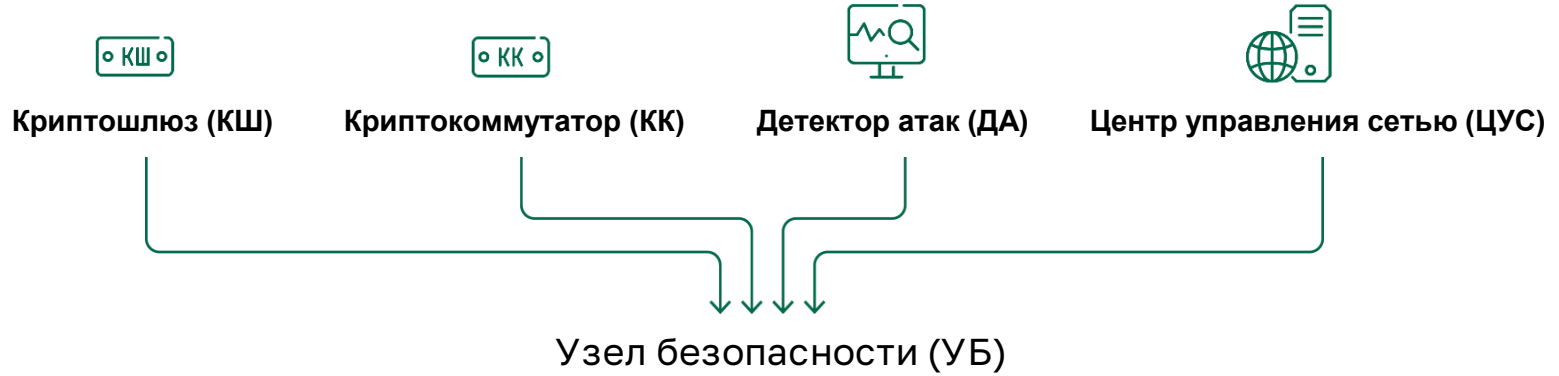 КШ
КК
Криптошлюз (КШ)
Криптокоммутатор (КК)
Детектор атак (ДА)
Центр управления сетью (ЦУС)
Узел безопасности (УБ)